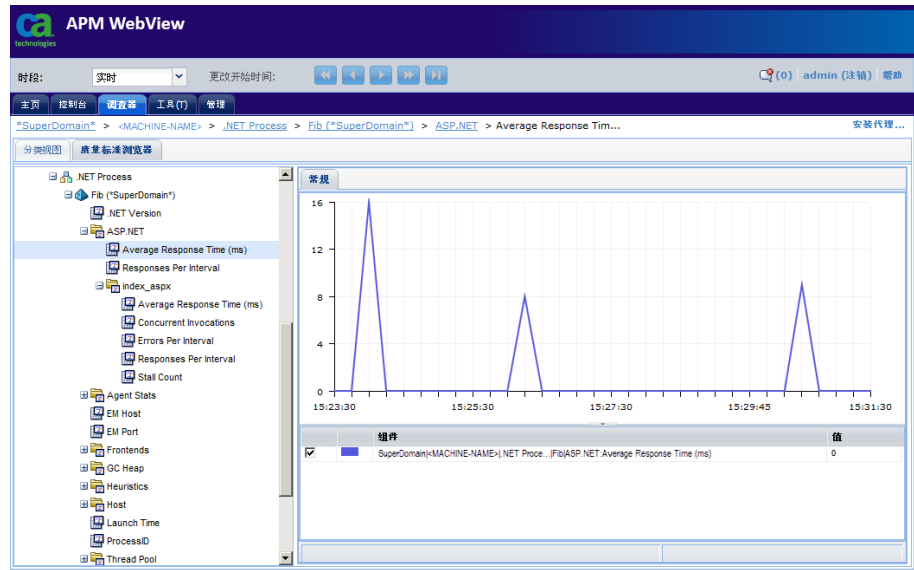 ca
technologies
APM WebView
时段: 实时 更改开始时间: (0) admin (注销) 帮助
主页 控制台 调查器 工具(T) 管理
*SuperDomain* > <MACHINE-NAME> > .NET Process > Fib (*SuperDomain*) > ASP.NET > Average Response Tim... 安装代理...
分类视图 质量标准浏览器
.NET Process
Fib (*SuperDomain*)
.NET Version
ASP.NET
Average Response Time (ms)
Responses Per Interval
index_aspx
Average Response Time (ms)
Concurrent Invocations
Errors Per Interval
Responses Per Interval
Stall Count
Agent Stats
EM Host
EM Port
Frontends
GC Heap
Heuristics
Host
Launch Time
ProcessID
Thread Pool
常规
16
12
8
4
0
15:23:30 15:25:30 15:27:30 15:29:45 15:31:30
组件 值
SuperDomain|<MACHINE-NAME>|.NET Proce...|Fib|ASP.NET:Average Response Time (ms) 0